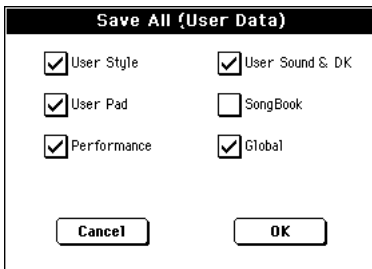 Save All (User Data)
User Style
User Sound & DK
User Pad
SongBook
Performance
Global
Cancel
OK